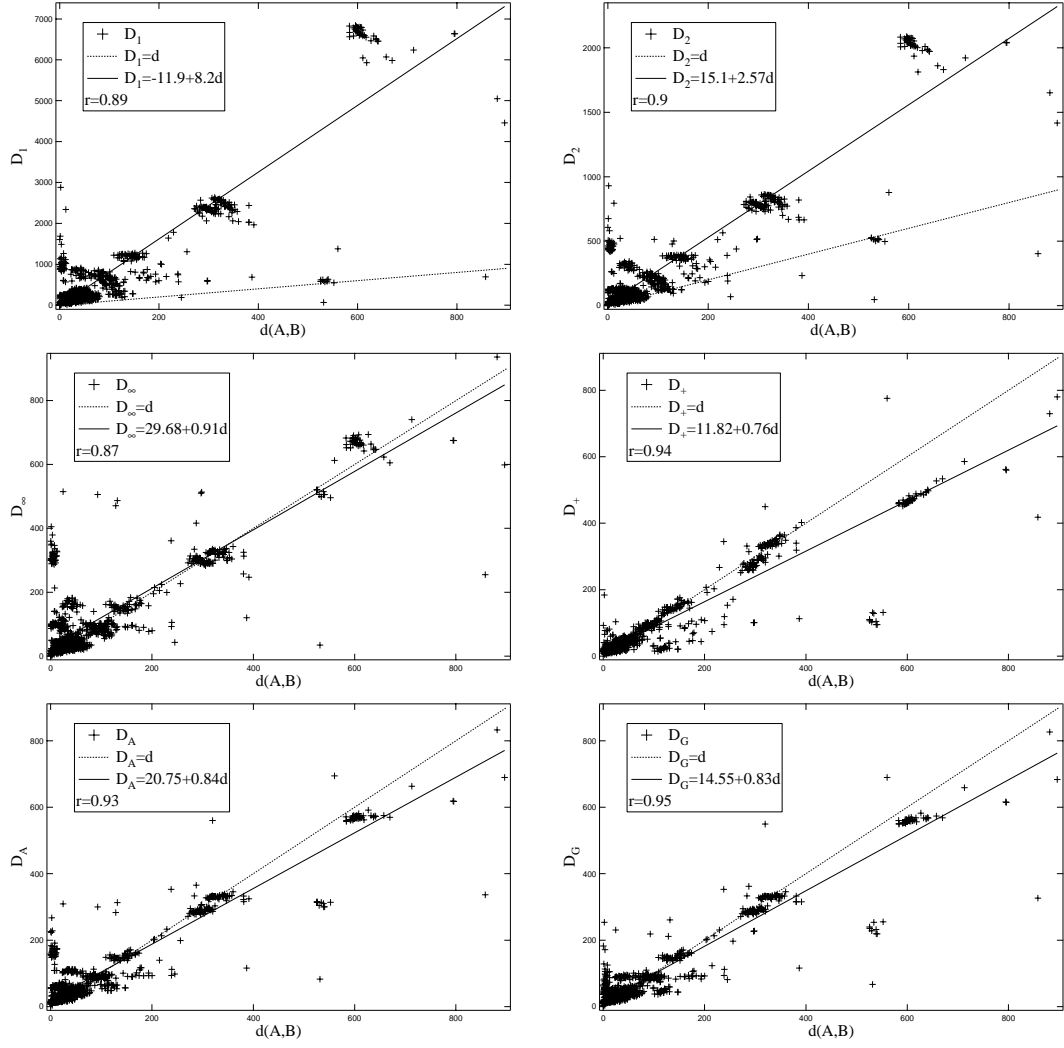 7000
6000
5000
4000
3000
2000
1000
0
D1
D1
D1=d
D1=-11.9+8.2d
r=0.89
0
200
400
600
800
d(A,B)
2000
1500
1000
500
0
D2
D2
D2=d
D2=15.1+2.57d
r=0.9
0
200
400
600
800
d(A,B)
800
600
400
200
0
D∞
D∞
D∞=d
D∞=29.68+0.91d
r=0.87
0
200
400
600
800
d(A,B)
800
600
400
200
0
D+
D+
D+=d
D+=11.82+0.76d
r=0.94
0
200
400
600
800
d(A,B)
800
600
400
200
0
DA
DA
DA=d
DA=20.75+0.84d
r=0.93
0
200
400
600
800
d(A,B)
800
600
400
200
0
DG
DG
DG=d
DG=14.55+0.83d
r=0.95
0
200
400
600
800
d(A,B)